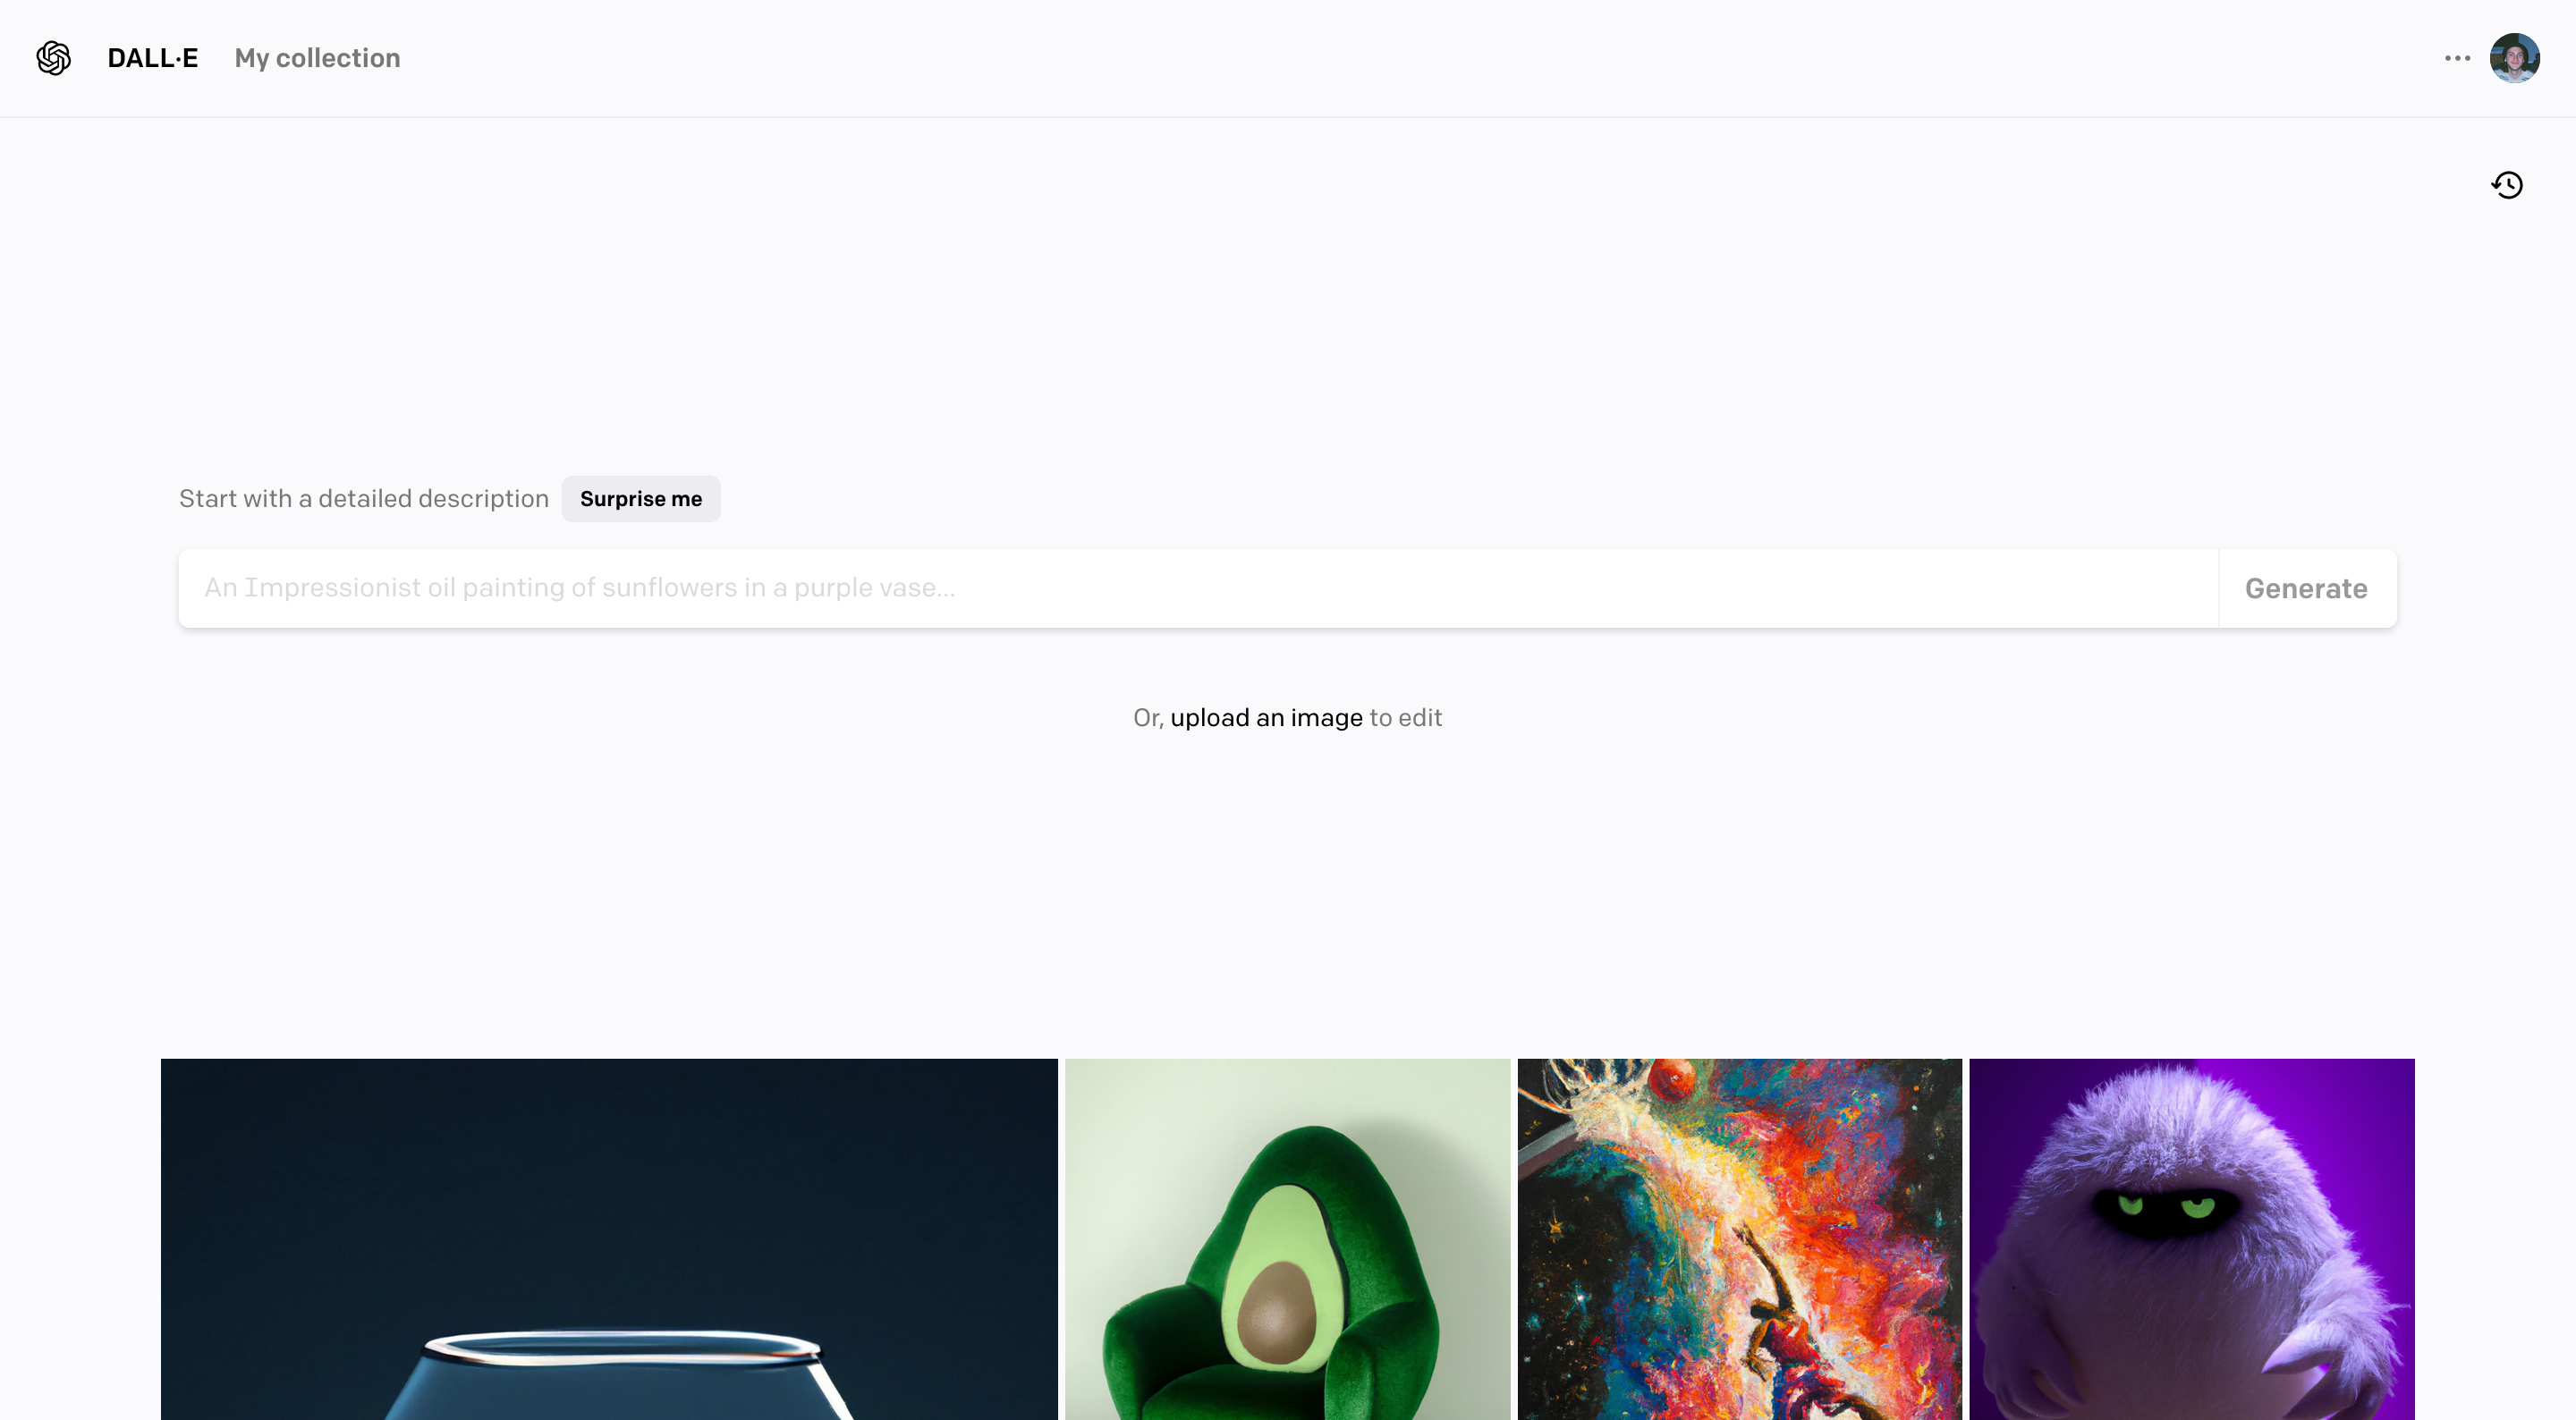 DALL·E My collection
Start with a detailed description Surprise me
An Impressionist oil painting of sunflowers in a purple vase... Generate
Or, upload an image to edit